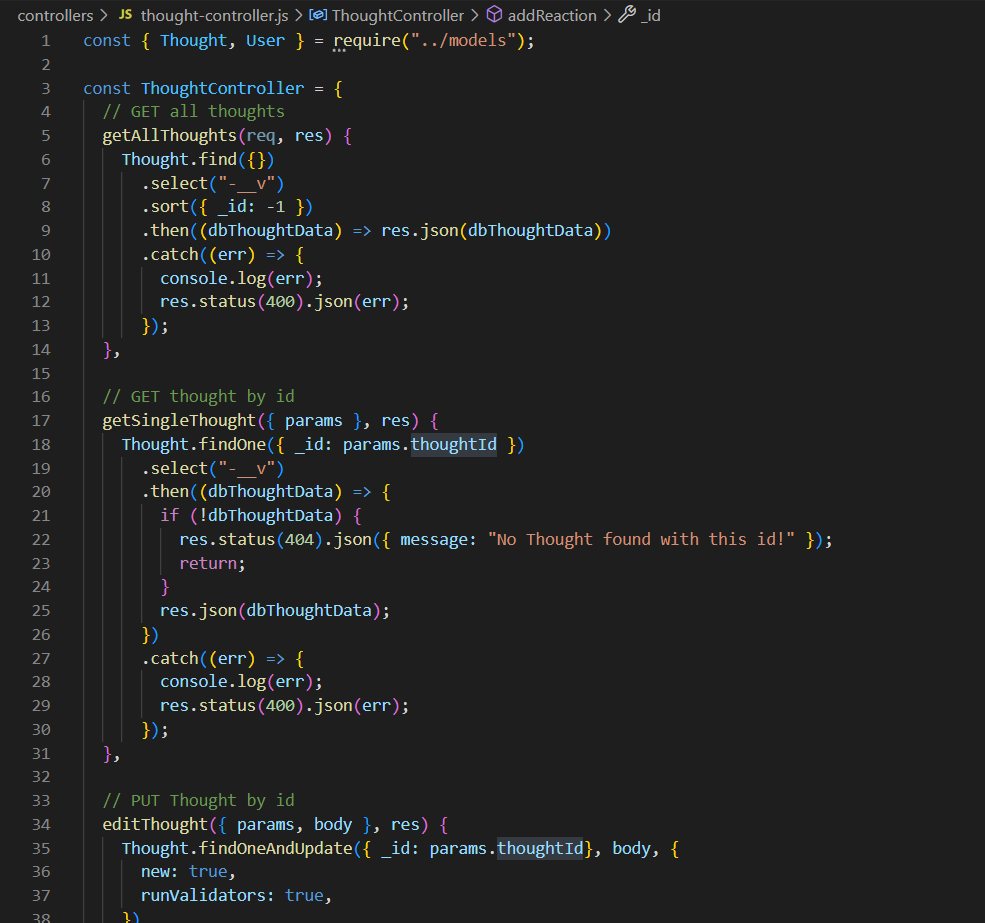 controllers > JS thought-controller.js > ThoughtController > addReaction > _id
1 const { Thought, User } = require("../models");
2
3 const ThoughtController = {
4 // GET all thoughts
5 getAllThoughts(req, res) {
6 Thought.find({})
7 .select("-__v")
8 .sort({ _id: -1 })
9 .then((dbThoughtData) => res.json(dbThoughtData))
10 .catch((err) => {
11 console.log(err);
12 res.status(400).json(err);
13 });
14 },
15
16 // GET thought by id
17 getSingleThought({ params }, res) {
18 Thought.findOne({ _id: params.thoughtId })
19 .select("-__v")
20 .then((dbThoughtData) => {
21 if (!dbThoughtData) {
22 res.status(404).json({ message: "No Thought found with this id!" });
23 return;
24 }
25 res.json(dbThoughtData);
26 })
27 .catch((err) => {
28 console.log(err);
29 res.status(400).json(err);
30 });
31 },
32
33 // PUT Thought by id
34 editThought({ params, body }, res) {
35 Thought.findOneAndUpdate({ _id: params.thoughtId}, body, {
36 new: true,
37 runValidators: true,
38 })